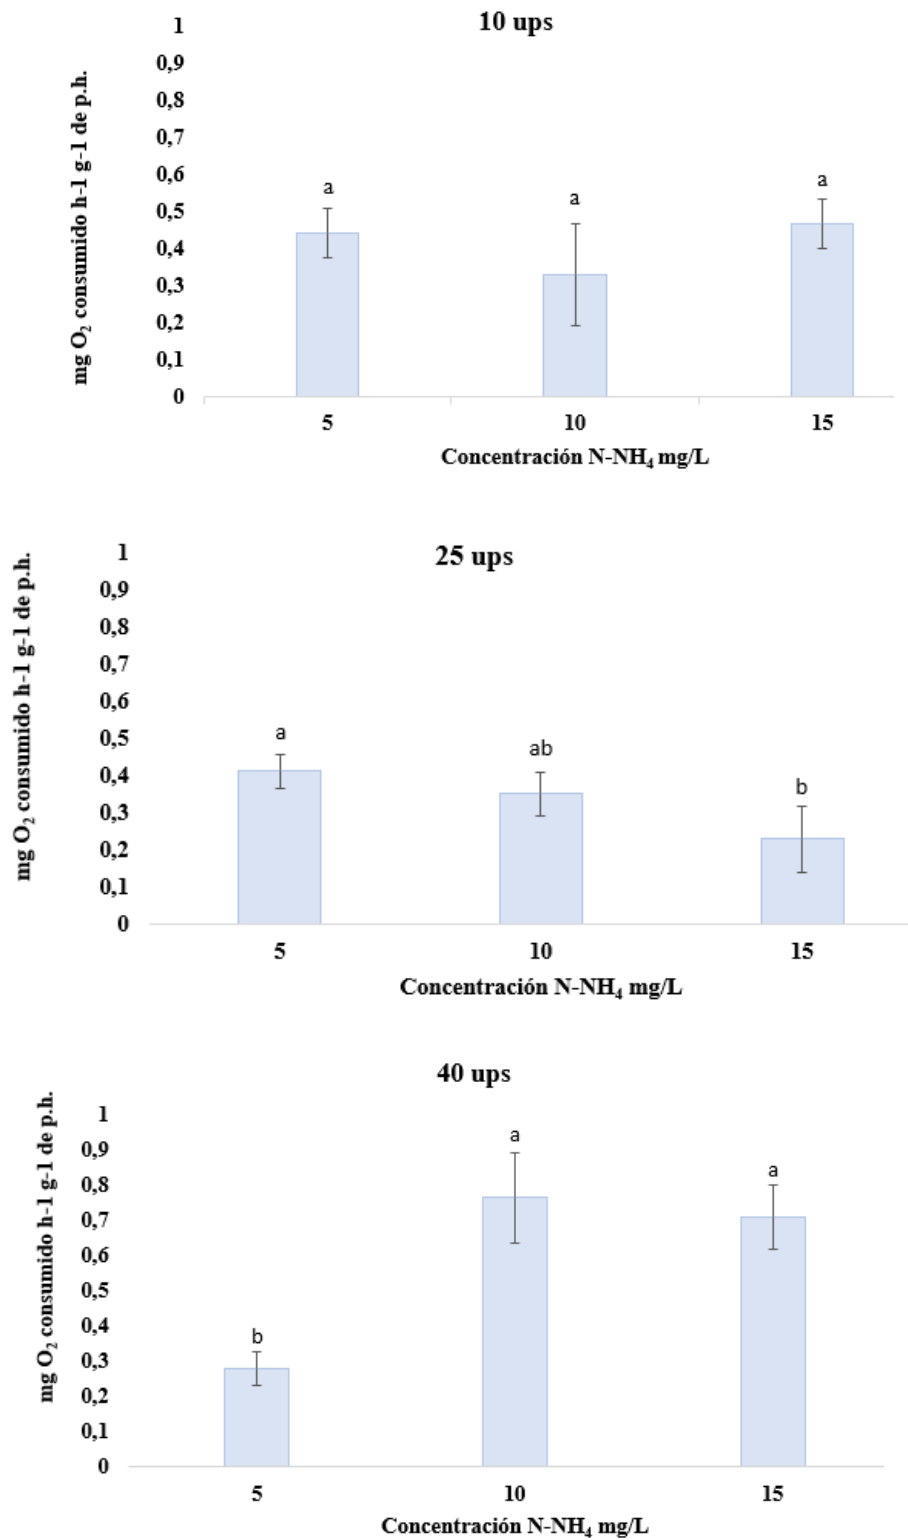 10 ups
mg O₂ consumido h-1 g-1 de p.h.
1
0,9
0,8
0,7
0,6
0,5
0,4
0,3
0,2
0,1
0
a
a
a
5 10 15
Concentración N-NH₄ mg/L
25 ups
mg O₂ consumido h-1 g-1 de p.h.
1
0,9
0,8
0,7
0,6
0,5
0,4
0,3
0,2
0,1
0
a
ab
b
5 10 15
Concentración N-NH₄ mg/L
40 ups
mg O₂ consumido h-1 g-1 de p.h.
1
0,9
0,8
0,7
0,6
0,5
0,4
0,3
0,2
0,1
0
b
a
a
5 10 15
Concentración N-NH₄ mg/L